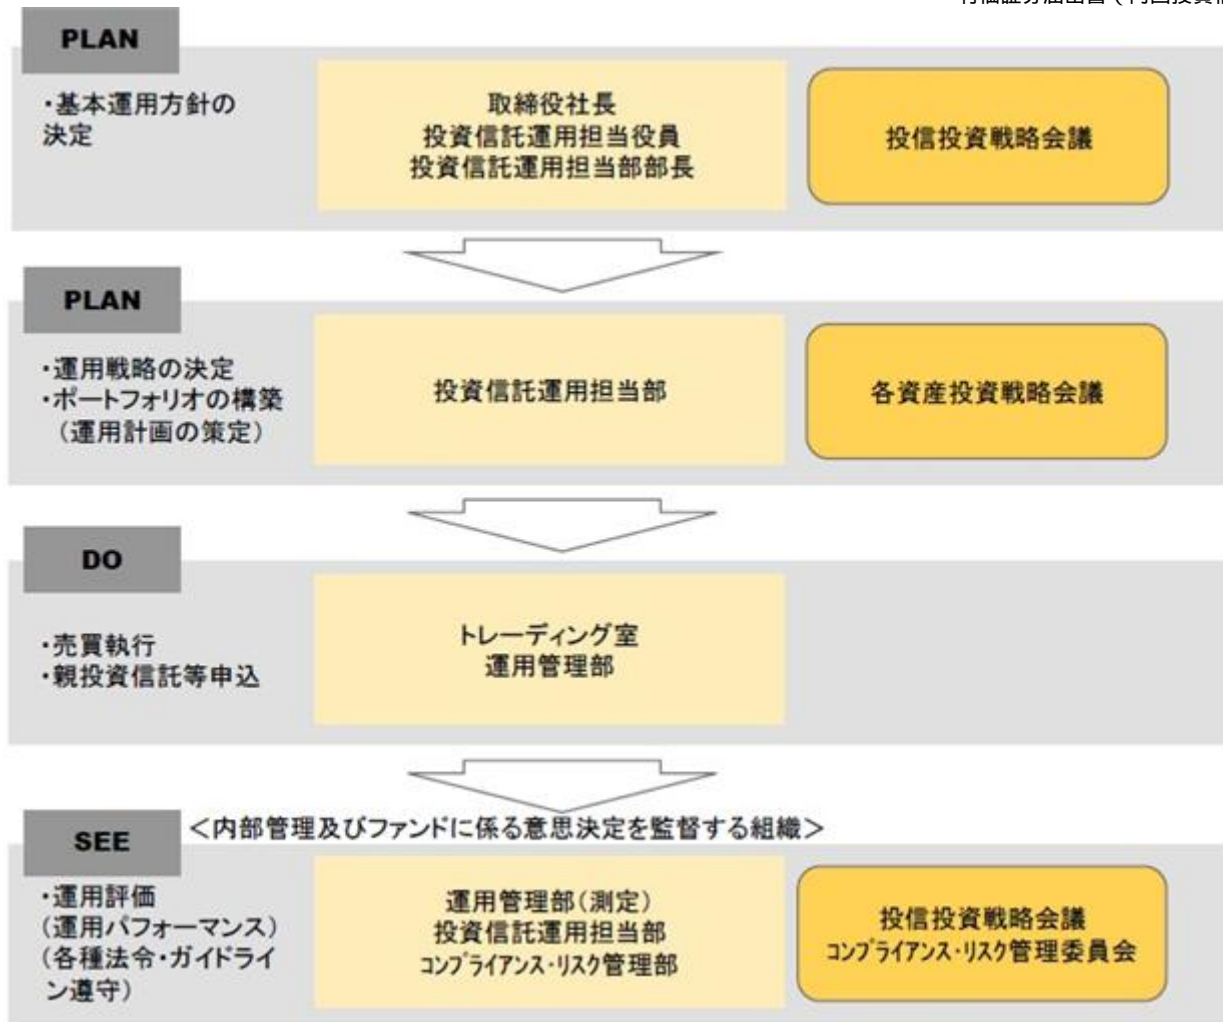 PLAN
・基本運用方針の
決定
取締役社長
投資信託運用担当役員
投資信託運用担当部部長
投信投資戦略会議
PLAN
・運用戦略の決定
・ポートフォリオの構築
（運用計画の策定）
投資信託運用担当部
各資産投資戦略会議
DO
・売買執行
・親投資信託等申込
トレーディング室
運用管理部
SEE
＜内部管理及びファンドに係る意思決定を監督する組織＞
・運用評価
(運用パフォーマンス)
(各種法令・ガイドライ
ン遵守)
運用管理部(測定)
投資信託運用担当部
ｺﾝﾌﾟﾗｲｱﾝｽ・ﾘｽｸ管理部
投信投資戦略会議
ｺﾝﾌﾟﾗｲｱﾝｽ・ﾘｽｸ管理委員会